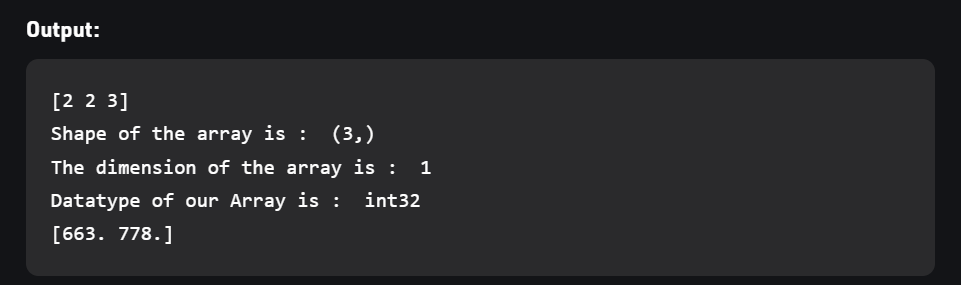 Output:
[2 2 3]
Shape of the array is :  (3,)
The dimension of the array is :  1
Datatype of our Array is :  int32
[663. 778.]